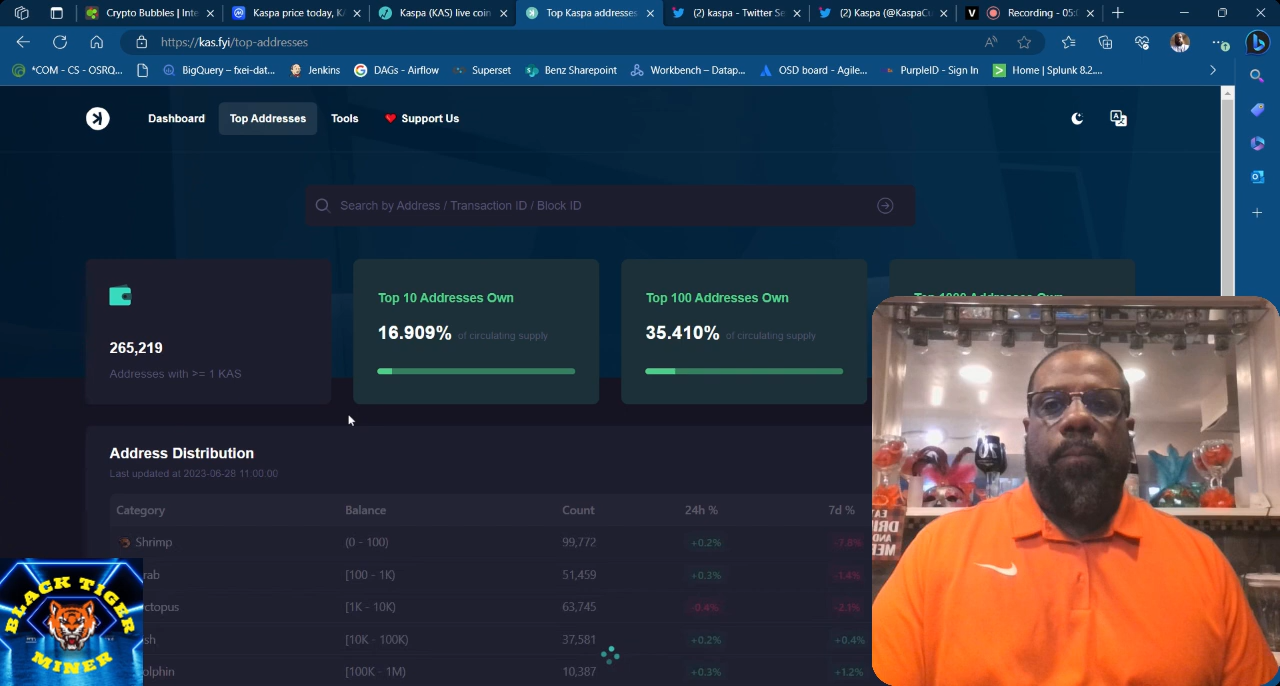 Crypto Bubbles | Inte
Kaspa price today, K
Kaspa (KAS) live coin
Top Kaspa addresses
(2) kaspa - Twitter Se
(2) Kaspa (@KaspaCu
V
Recording - 05:
https://kas.fyi/top-addresses
*COM - CS - OSRQ...
BigQuery – fxei-dat...
Jenkins
DAGs - Airflow
Superset
Benz Sharepoint
Workbench – Datap...
OSD board - Agile...
PurpleID - Sign In
Home | Splunk 8.2....
Dashboard
Top Addresses
Tools
Support Us
Search by Address / Transaction ID / Block ID
265,219
Addresses with >= 1 KAS
Top 10 Addresses Own
16.909% of circulating supply
Top 100 Addresses Own
35.410% of circulating supply
Top 1000 Addresses Own
Address Distribution
Last updated at 2023-06-28 11:00:00
Category Balance Count 24h % 7d %
Shrimp (0 - 100) 99,772 +0.2% -7.8%
rab [100 - 1K) 51,459 +0.3% -1.4%
ctopus [1K - 10K) 63,745 -0.4% -2.1%
sh [10K - 100K) 37,581 +0.2% +0.4%
olphin [100K - 1M) 10,387 +0.3% +1.2%
BLACK TIGER
MINER